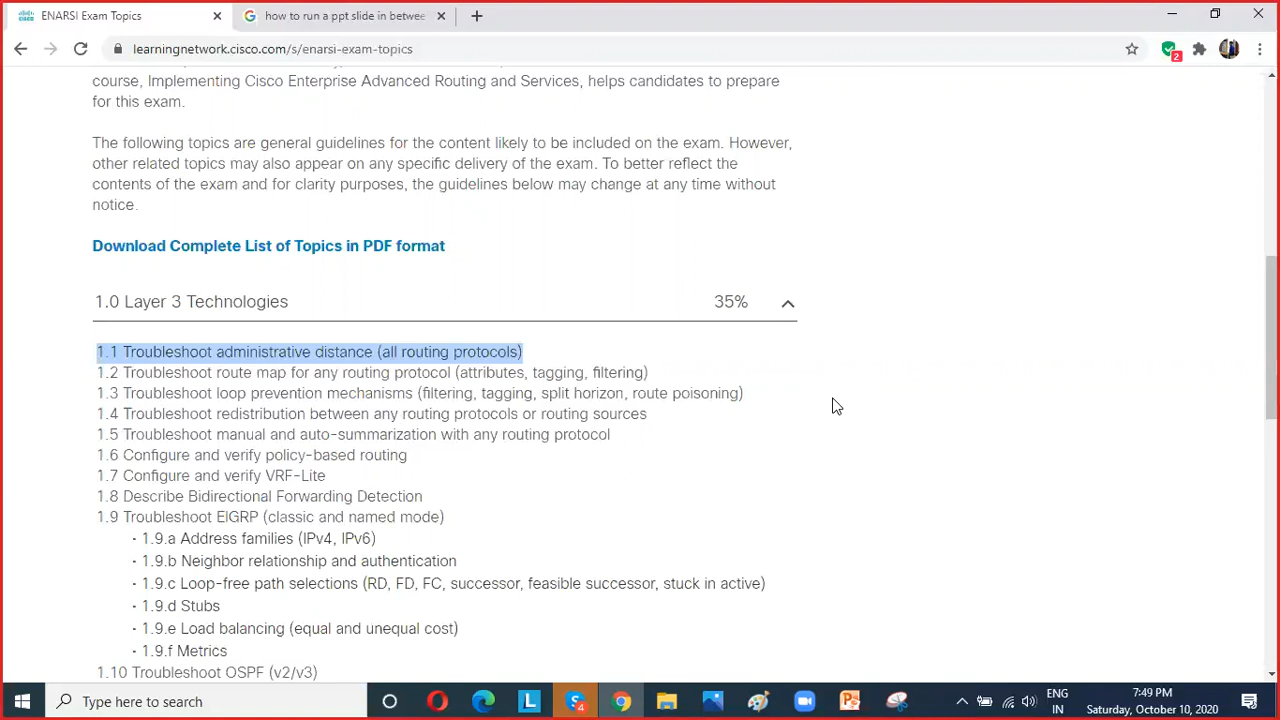 ENARSI Exam Topics
how to run a ppt slide in betwee
learningnetwork.cisco.com/s/enarsi-exam-topics
2
course, Implementing Cisco Enterprise Advanced Routing and Services, helps candidates to prepare
for this exam.
The following topics are general guidelines for the content likely to be included on the exam. However,
other related topics may also appear on any specific delivery of the exam. To better reflect the
contents of the exam and for clarity purposes, the guidelines below may change at any time without
notice.
Download Complete List of Topics in PDF format
1.0 Layer 3 Technologies 35%
1.1 Troubleshoot administrative distance (all routing protocols)
1.2 Troubleshoot route map for any routing protocol (attributes, tagging, filtering)
1.3 Troubleshoot loop prevention mechanisms (filtering, tagging, split horizon, route poisoning)
1.4 Troubleshoot redistribution between any routing protocols or routing sources
1.5 Troubleshoot manual and auto-summarization with any routing protocol
1.6 Configure and verify policy-based routing
1.7 Configure and verify VRF-Lite
1.8 Describe Bidirectional Forwarding Detection
1.9 Troubleshoot EIGRP (classic and named mode)
· 1.9.a Address families (IPv4, IPv6)
· 1.9.b Neighbor relationship and authentication
· 1.9.c Loop-free path selections (RD, FD, FC, successor, feasible successor, stuck in active)
· 1.9.d Stubs
· 1.9.e Load balancing (equal and unequal cost)
· 1.9.f Metrics
1.10 Troubleshoot OSPF (v2/v3)
Type here to search
L
4
ENG
IN
7:49 PM
Saturday, October 10, 2020